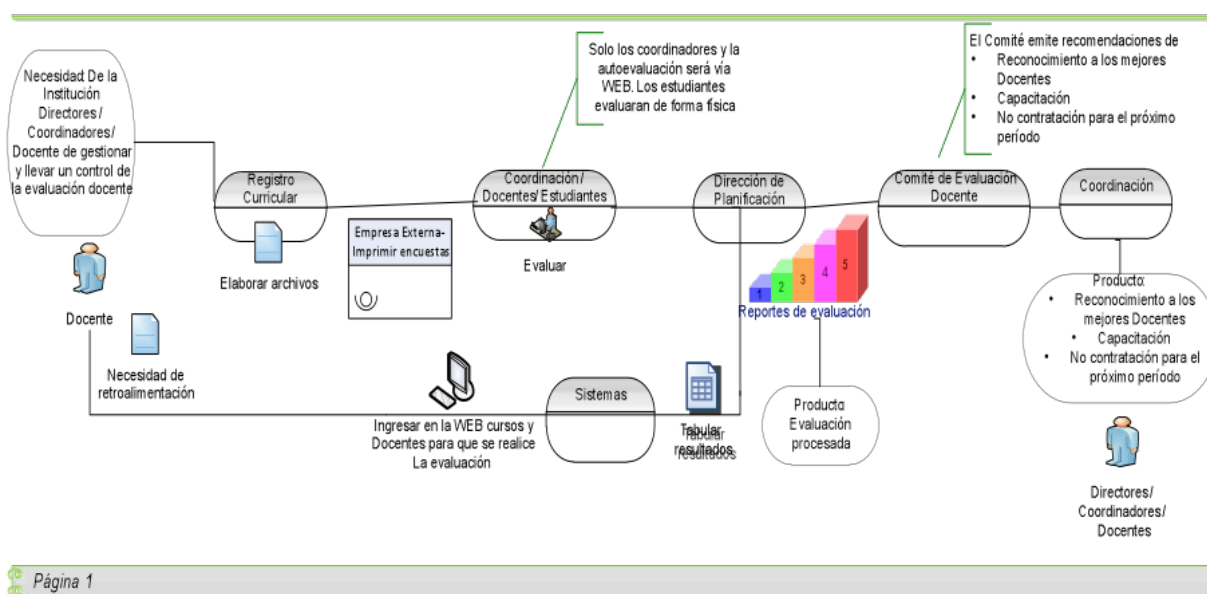 Necesidad: De la
Institución
Directores/
Coordinadores/
Docente de gestionar
y llevar un control de
la evaluación docente
Docente
Necesidad de
retroalimentación
Registro
Curricular
Elaborar archivos
Empresa Externa-
Imprimir encuestas
Solo los coordinadores y la
autoevaluación será vía
WEB. Los estudiantes
evaluaran de forma física
Coordinación/
Docentes/ Estudiantes
Evaluar
Ingresar en la WEB cursos y
Docentes para que se realice
La evaluación
Sistemas
Tabular
resultados
Tabular
resultados
Dirección de
Planificación
1
2
3
4
5
Reportes de evaluación
Producto:
Evaluación
procesada
El Comité emite recomendaciones de
• Reconocimiento a los mejores
Docentes
• Capacitación
• No contratación para el próximo
período
Comité de Evaluación
Docente
Coordinación
Producto:
• Reconocimiento a los
mejores Docentes
• Capacitación
• No contratación para el
próximo período
Directores/
Coordinadores/
Docentes
Página 1